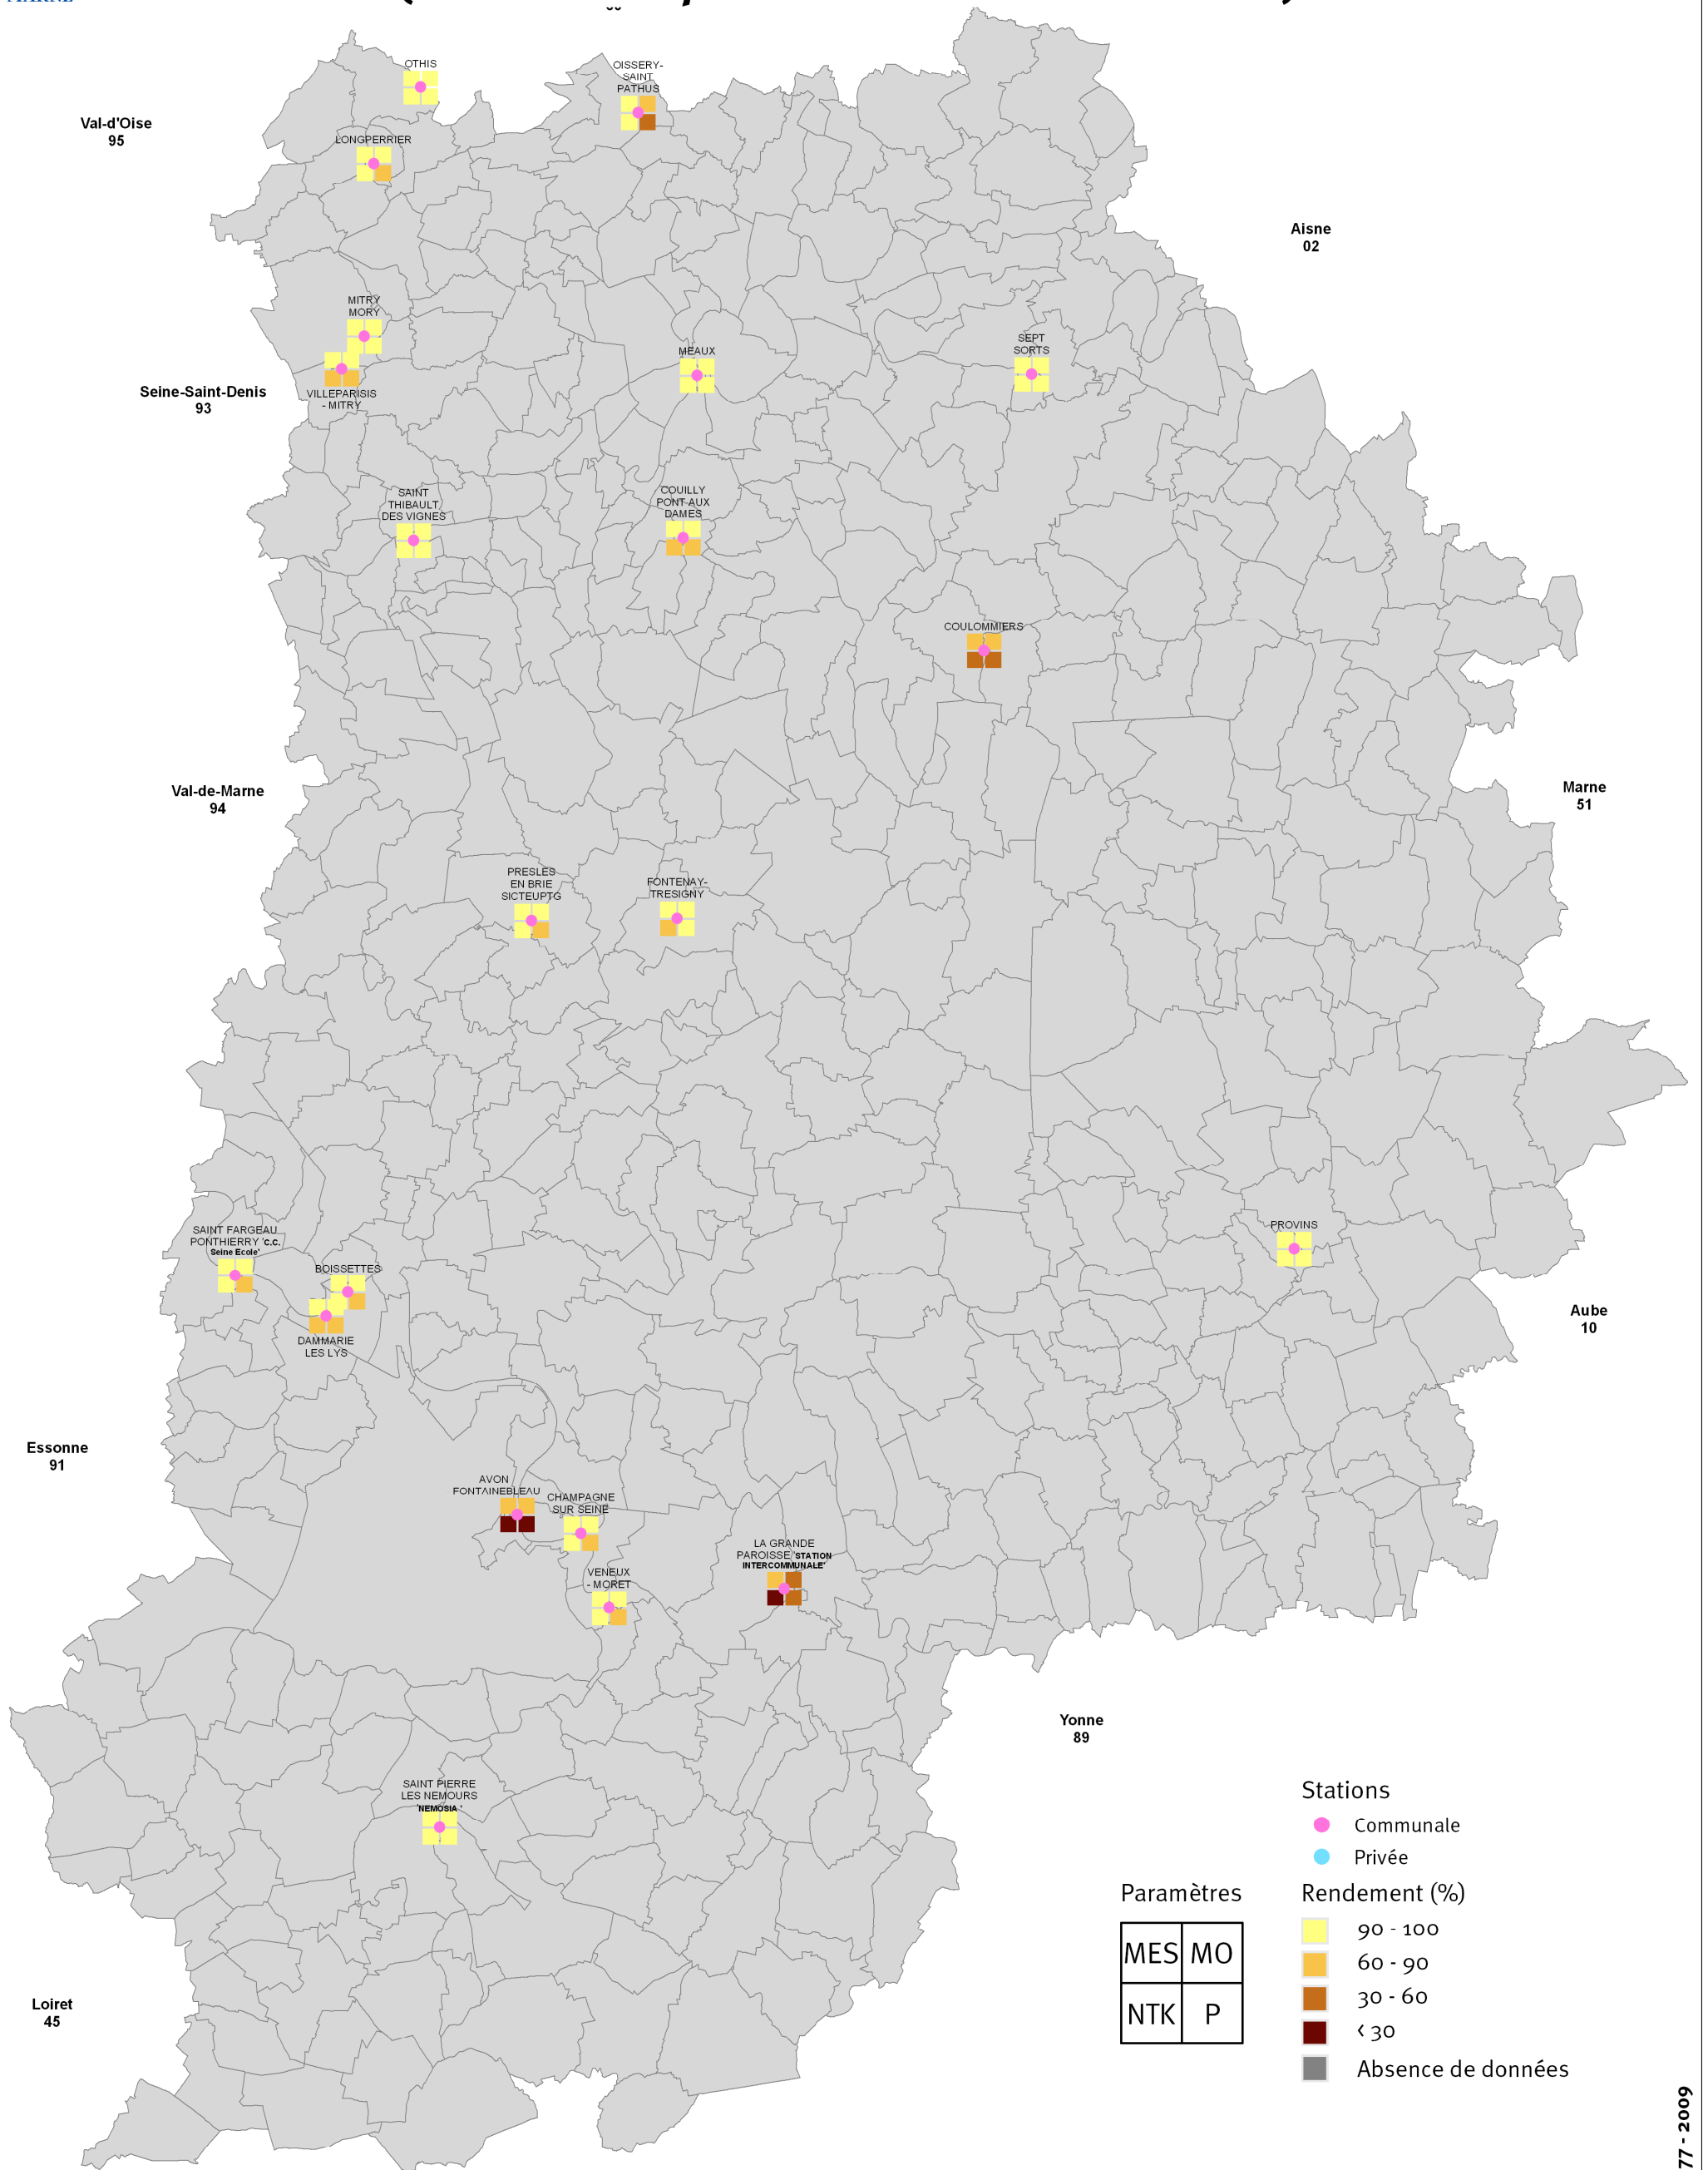 OTHIS
OISSERY-
SAINT
PATHUS
Val-d'Oise
95
LONGPERRIER
Aisne
02
MITRY
MORY
SEPT
SORTS
MEAUX
Seine-Saint-Denis
93
VILLEPARISIS
- MITRY
SAINT
THIBAULT
DES VIGNES
COUILLY
PONT AUX
DAMES
COULOMMIERS
Val-de-Marne
94
Marne
51
PRESLES
EN BRIE
SICTEUPTG
FONTENAY-
TRESIGNY
SAINT FARGEAU
PONTHIERRY 'C.C.
Seine Ecole'
PROVINS
BOISSETTES
DAMMARIE
LES LYS
Aube
10
Essonne
91
AVON
FONTAINEBLEAU
CHAMPAGNE
SUR SEINE
LA GRANDE
PAROISSE 'STATION
INTERCOMMUNALE'
VENEUX
- MORET
Yonne
89
SAINT PIERRE
LES NEMOURS
'NEMOSIA '
Stations
Communale
Privée
Paramètres
MES MO
NTK P
Rendement (%)
90 - 100
60 - 90
30 - 60
< 30
Absence de données
Loiret
45
77 - 2009